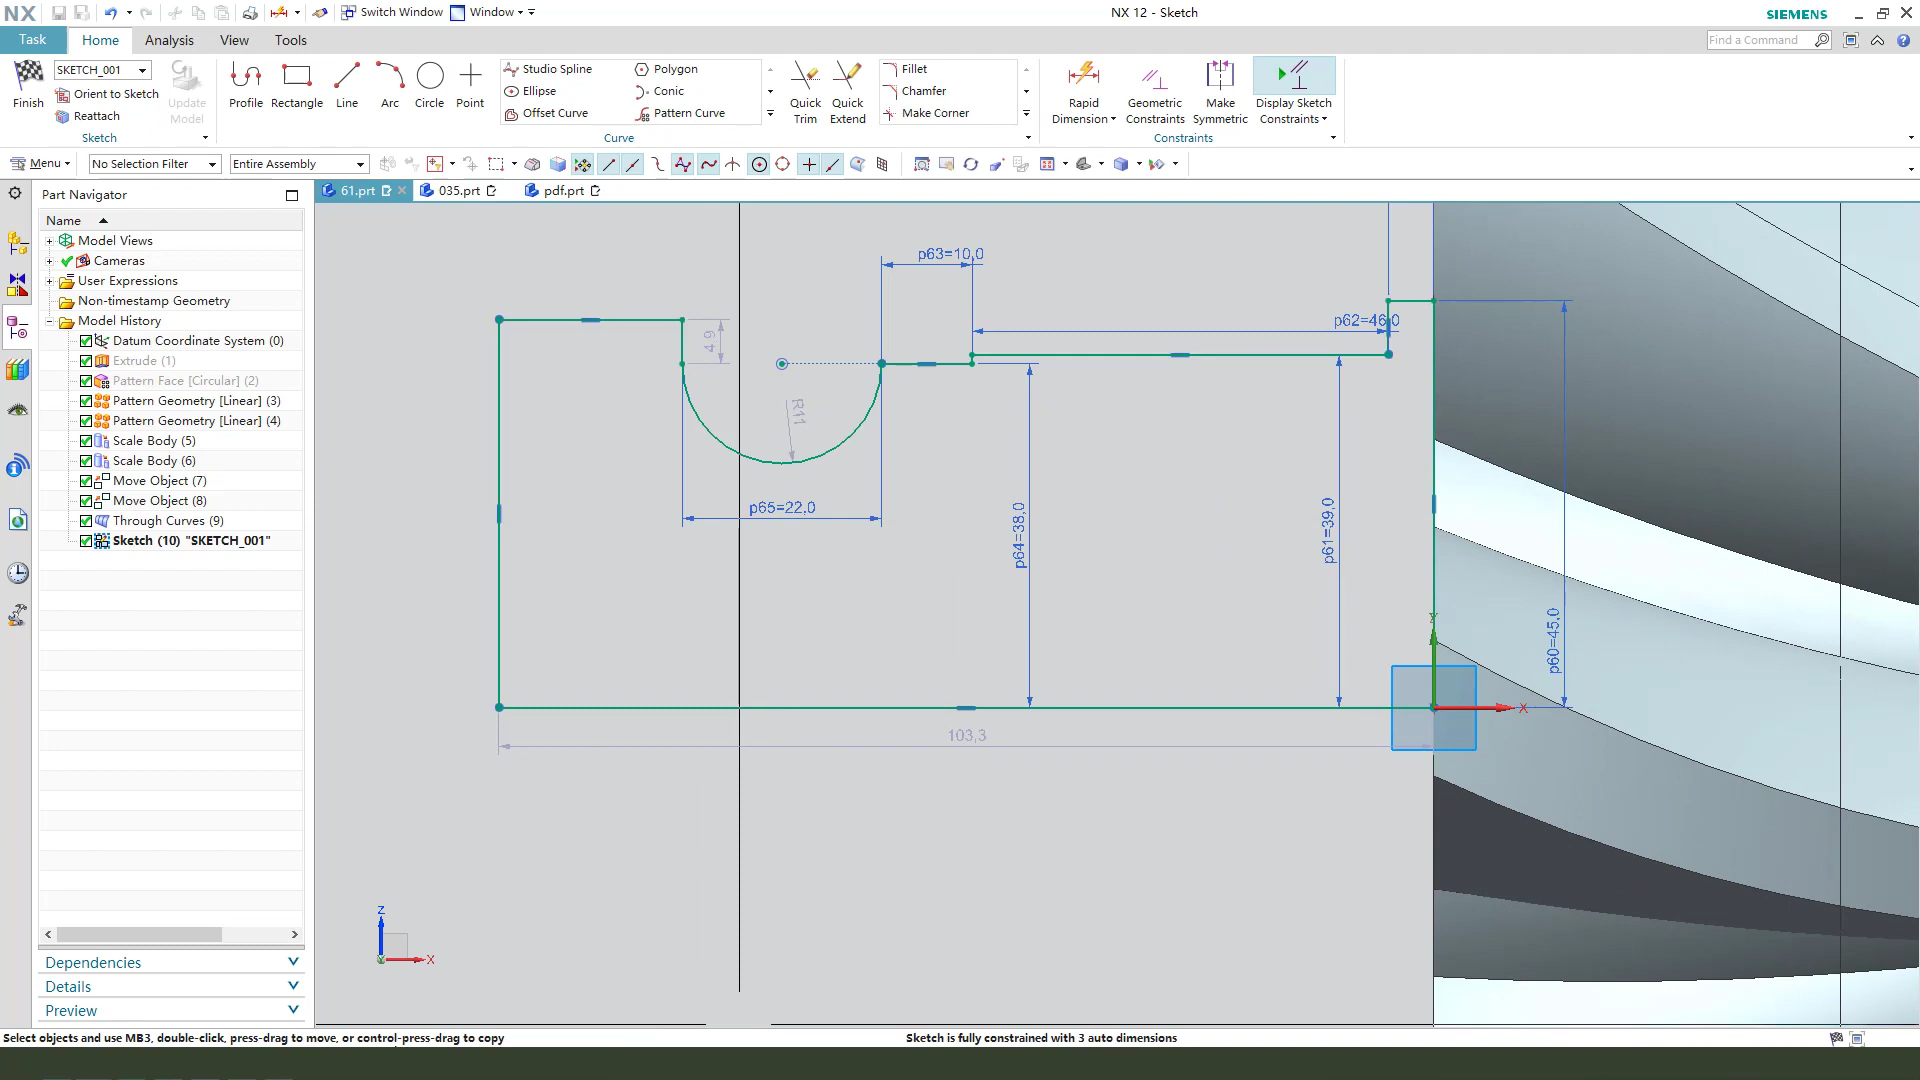 NX
Switch Window
Window
NX 12 - Sketch
SIEMENS
Task
Home
Analysis
View
Tools
Find a Command
Finish
SKETCH_001
Orient to Sketch
Reattach
Update Model
Profile
Rectangle
Line
Arc
Circle
Point
Studio Spline
Ellipse
Offset Curve
Polygon
Conic
Pattern Curve
Quick Trim
Quick Extend
Fillet
Chamfer
Make Corner
Rapid Dimension
Geometric Constraints
Make Symmetric
Display Sketch Constraints
Sketch
Curve
Constraints
Menu
No Selection Filter
Entire Assembly
Part Navigator
61.prt
035.prt
pdf.prt
Name
Model Views
Cameras
User Expressions
Non-timestamp Geometry
Model History
Datum Coordinate System (0)
Extrude (1)
Pattern Face [Circular] (2)
Pattern Geometry [Linear] (3)
Pattern Geometry [Linear] (4)
Scale Body (5)
Scale Body (6)
Move Object (7)
Move Object (8)
Through Curves (9)
Sketch (10) "SKETCH_001"
p63=10,0
p62=46,0
4,9
R11
p65=22,0
p64=38,0
p61=39,0
p60=45,0
Y
X
103,3
Z
X
Y
Dependencies
Details
Preview
Select objects and use MB3, double-click, press-drag to move, or control-press-drag to copy
Sketch is fully constrained with 3 auto dimensions